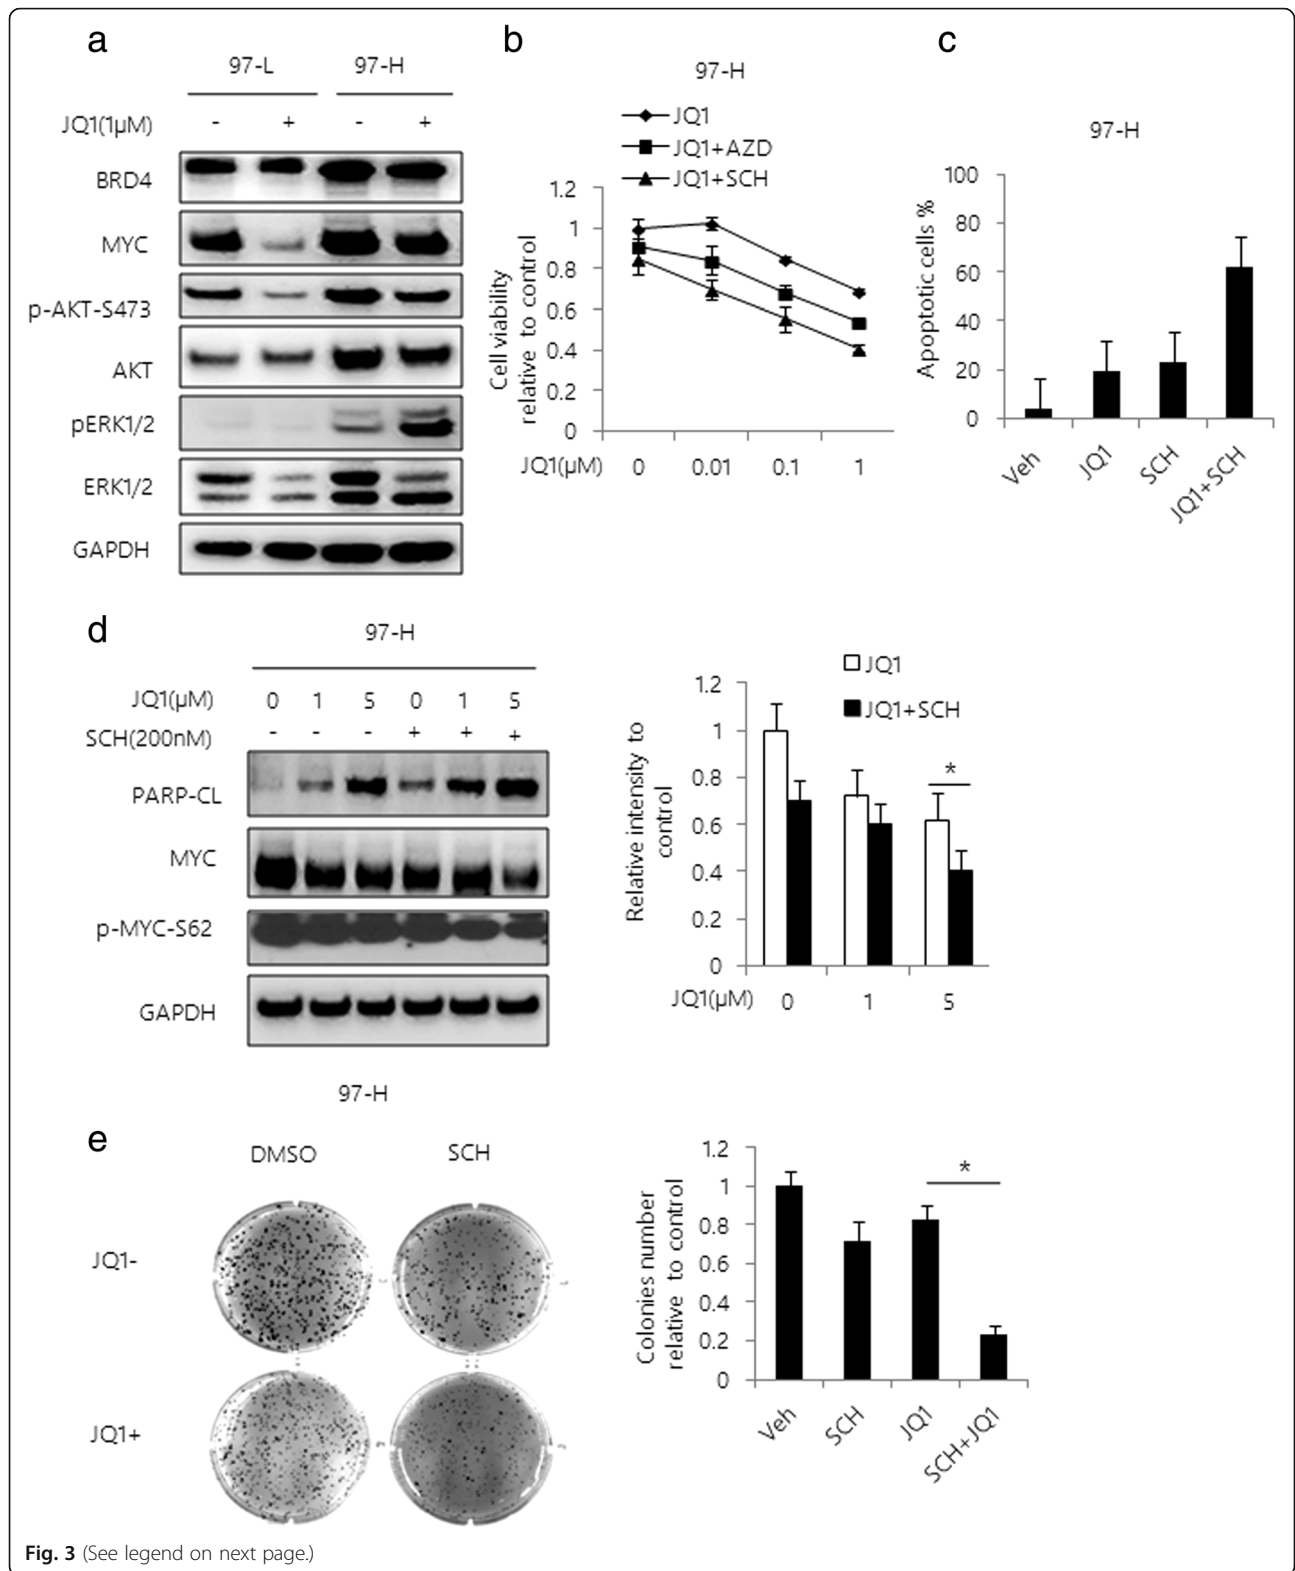 a
97-L 97-H
JQ1(1µM) - + - +
BRD4
MYC
p-AKT-S473
AKT
pERK1/2
ERK1/2
GAPDH
b
97-H
JQ1
JQ1+AZD
JQ1+SCH
Cell viability
relative to control
1.2
1
0.8
0.6
0.4
0.2
0
JQ1(µM) 0 0.01 0.1 1
c
97-H
Apoptotic cells %
100
80
60
40
20
0
Veh JQ1 SCH JQ1+SCH
d
97-H
JQ1(µM) 0 1 5 0 1 5
SCH(200nM) - - - + + +
PARP-CL
MYC
p-MYC-S62
GAPDH
JQ1
JQ1+SCH
Relative intensity to
control
1.2
1
0.8
0.6
0.4
0.2
0
*
JQ1(µM) 0 1 5
97-H
e
DMSO SCH
JQ1-
JQ1+
Colonies number
relative to control
1.2
1
0.8
0.6
0.4
0.2
0
*
Veh SCH JQ1 SCH+JQ1
Fig. 3 (See legend on next page.)